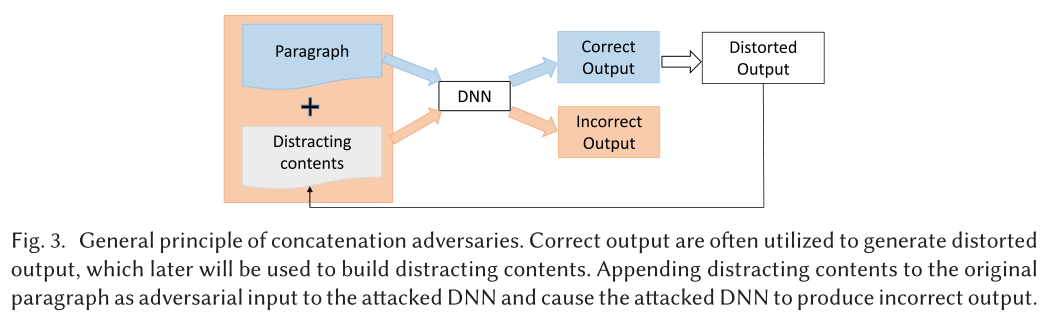 Paragraph
+
Distracting
contents
DNN
Correct
Output
Incorrect
Output
Distorted
Output
Fig. 3. General principle of concatenation adversaries. Correct output are often utilized to generate distorted
output, which later will be used to build distracting contents. Appending distracting contents to the original
paragraph as adversarial input to the attacked DNN and cause the attacked DNN to produce incorrect output.